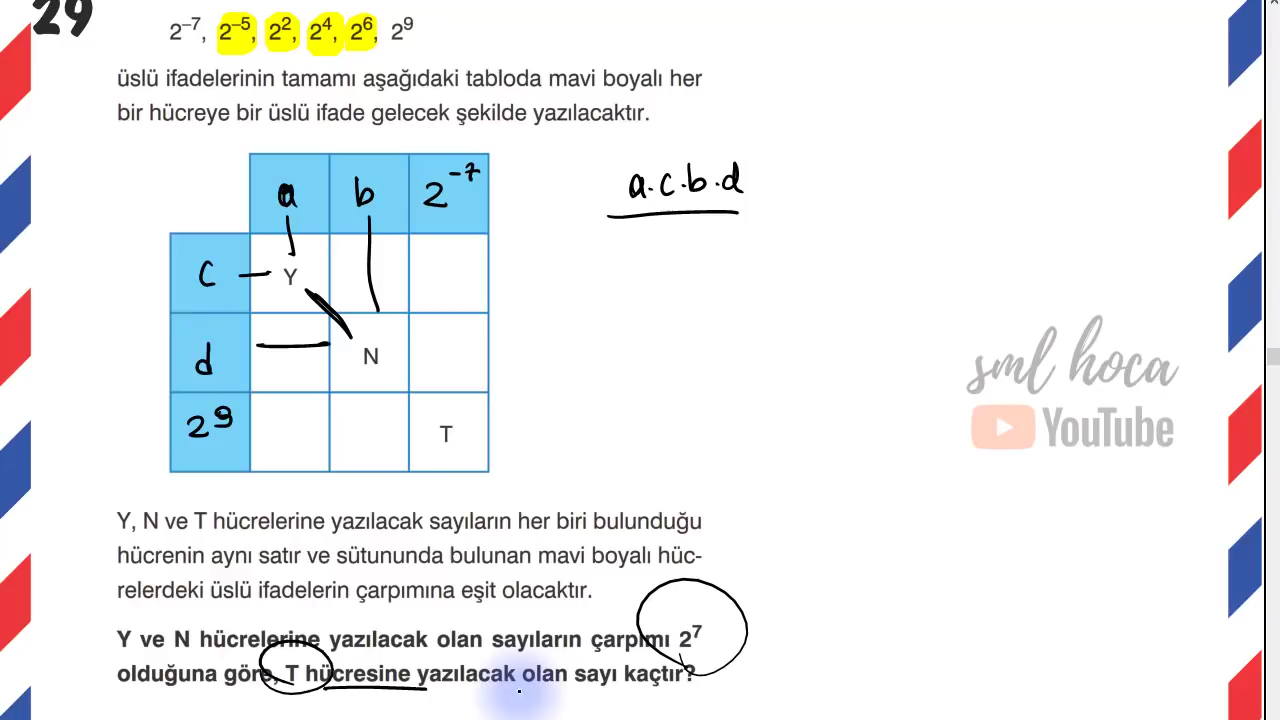 29
2⁻⁷, 2⁻⁵, 2², 2⁴, 2⁶, 2⁹
üslü ifadelerinin tamamı aşağıdaki tabloda mavi boyalı her
bir hücreye bir üslü ifade gelecek şekilde yazılacaktır.
a b 2⁻⁷
a.c.b.d
c Y
d N
2⁹ T
sml hoca
YouTube
Y, N ve T hücrelerine yazılacak sayıların her biri bulunduğu
hücrenin aynı satır ve sütununda bulunan mavi boyalı hüc-
relerdeki üslü ifadelerin çarpımına eşit olacaktır.
Y ve N hücrelerine yazılacak olan sayıların çarpımı 2⁷
olduğuna göre, T hücresine yazılacak olan sayı kaçtır?